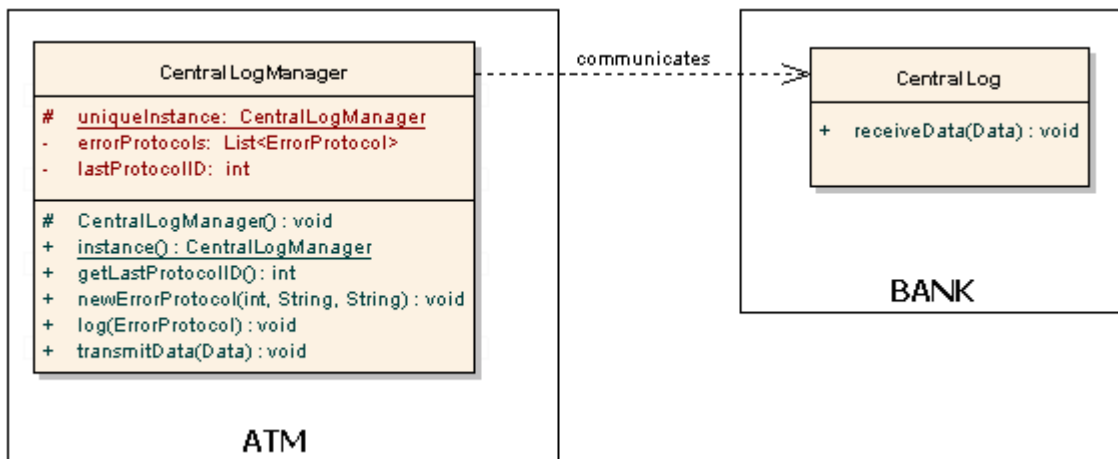 CentralLogManager
# uniqueInstance: CentralLogManager
- errorProtocols: List<ErrorProtocol>
- lastProtocolID: int
# CentralLogManager() : void
+ instance() : CentralLogManager
+ getLastProtocolID() : int
+ newErrorProtocol(int, String, String) : void
+ log(ErrorProtocol) : void
+ transmitData(Data) : void
ATM
communicates
CentralLog
+ receiveData(Data) : void
BANK